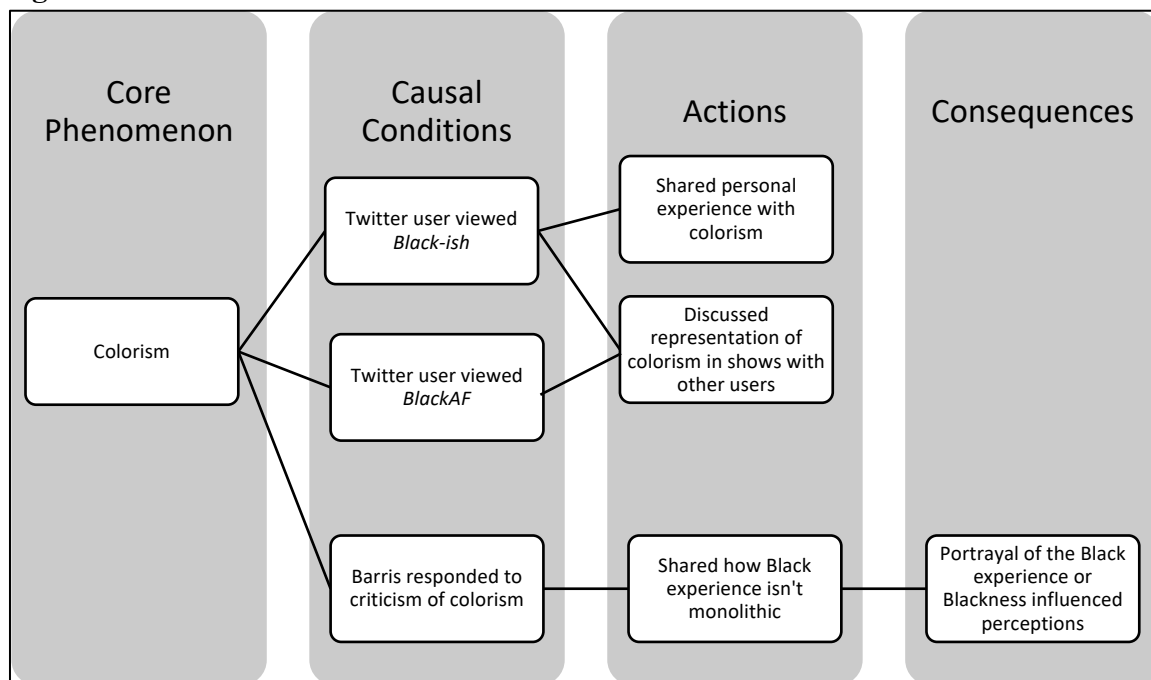 Core
Phenomenon
Causal
Conditions
Actions
Consequences
Colorism
Twitter user viewed
Black-ish
Twitter user viewed
BlackAF
Barris responded to
criticism of colorism
Shared personal
experience with
colorism
Discussed
representation of
colorism in shows with
other users
Shared how Black
experience isn't
monolithic
Portrayal of the Black
experience or
Blackness influenced
perceptions